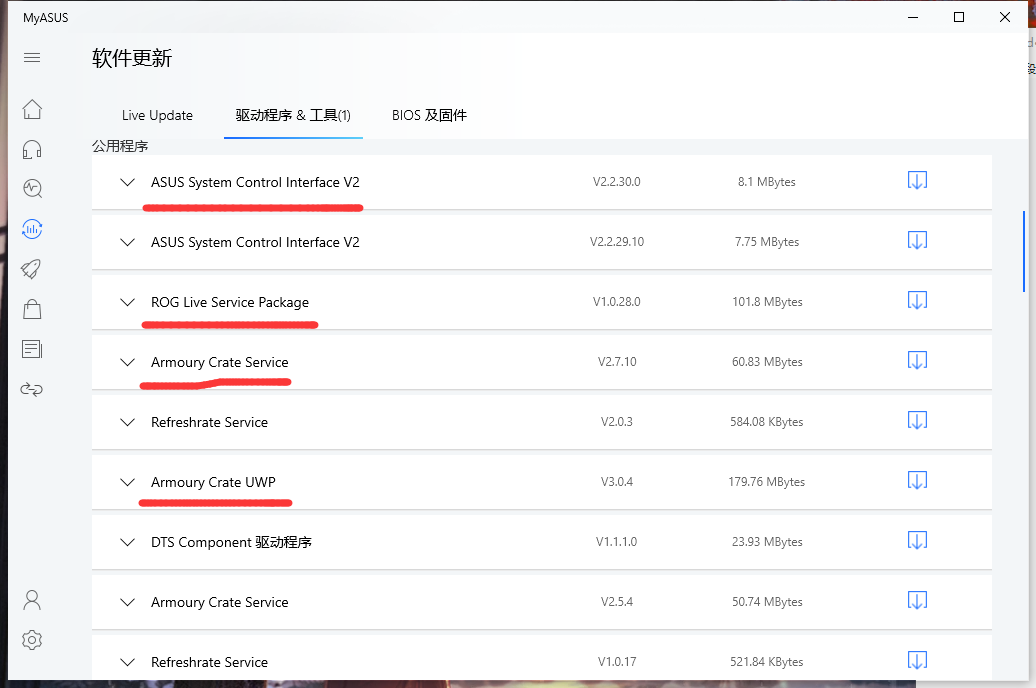 MyASUS
软件更新
Live Update 驱动程序 & 工具(1) BIOS 及固件
公用程序
ASUS System Control Interface V2 V2.2.30.0 8.1 MBytes
ASUS System Control Interface V2 V2.2.29.10 7.75 MBytes
ROG Live Service Package V1.0.28.0 101.8 MBytes
Armoury Crate Service V2.7.10 60.83 MBytes
Refreshrate Service V2.0.3 584.08 KBytes
Armoury Crate UWP V3.0.4 179.76 MBytes
DTS Component 驱动程序 V1.1.1.0 23.93 MBytes
Armoury Crate Service V2.5.4 50.74 MBytes
Refreshrate Service V1.0.17 521.84 KBytes